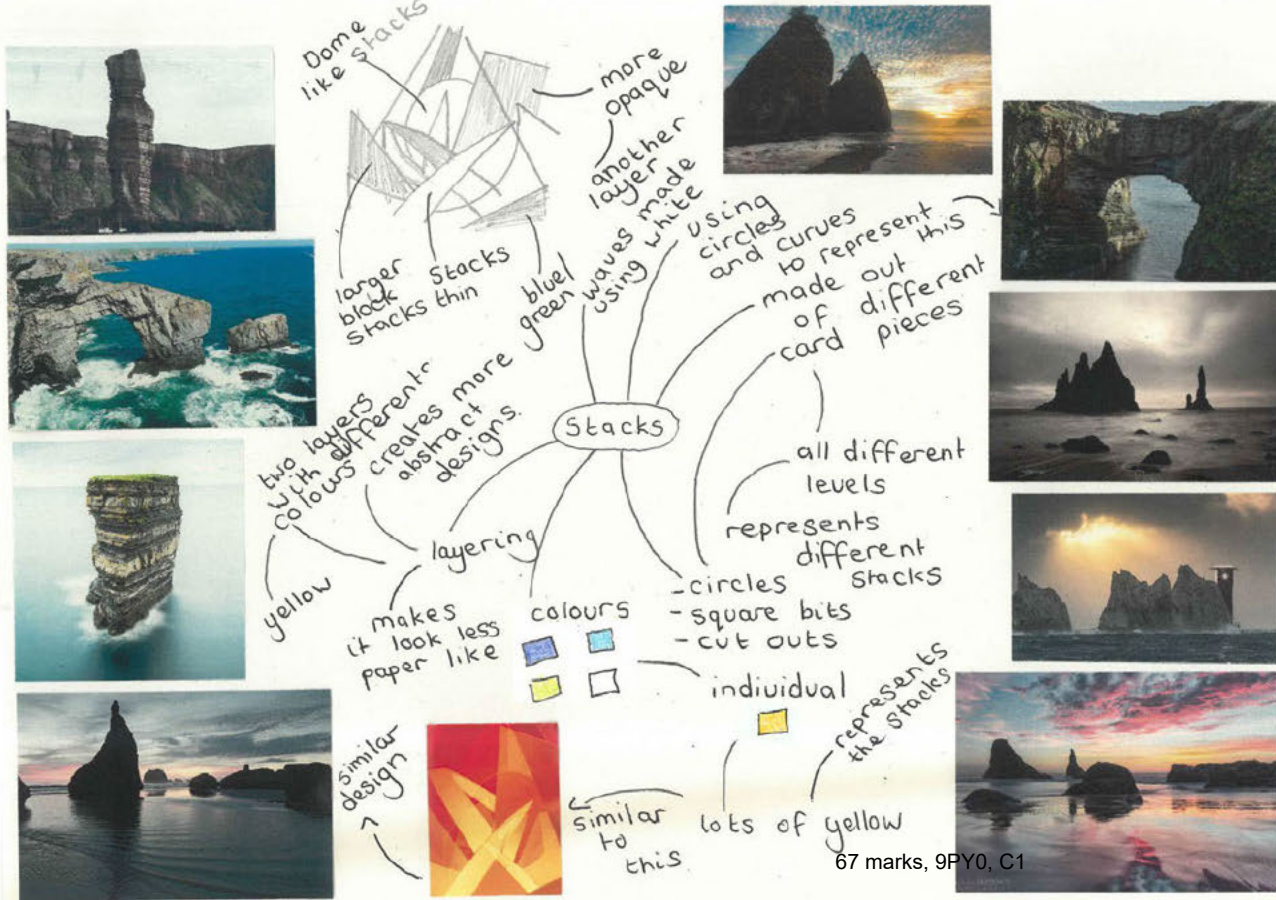 Dome
like stacks
more
opaque
another
layer
larger
block
stacks
stacks
thin
blue/
green
waves made
using white
using
circles
and curves
to represent
this
made out
of different
card pieces
all different
levels
represents
different
stacks
Stacks
two layers
with different
colours
creates more
abstract
designs.
layering
yellow
makes
it look less
paper like
colours
- circles
- square bits
- cut outs
individual
represents
the stacks
lots of yellow
similar
to
this
similar
design
67 marks, 9PY0, C1